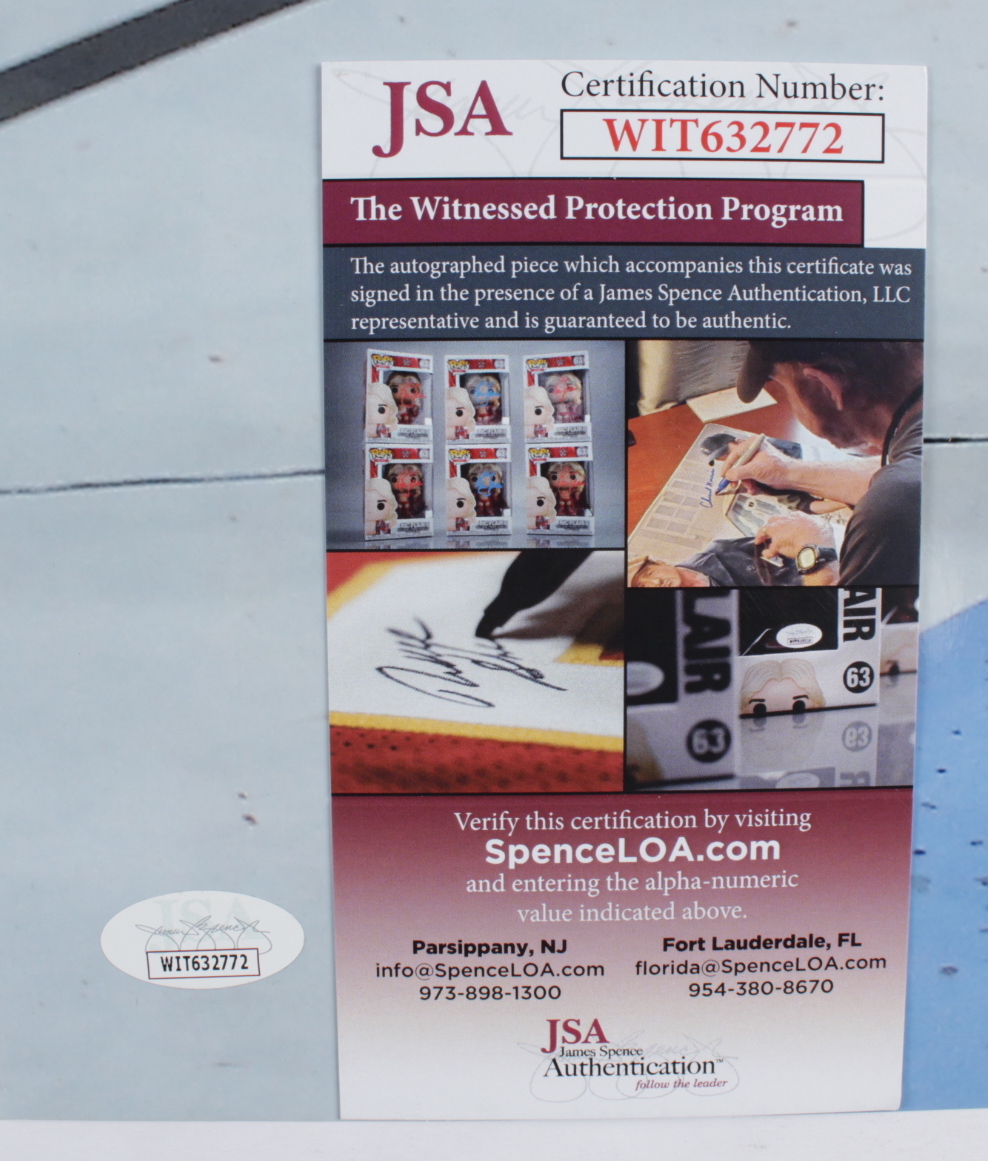 JSA
Certification Number:
WIT632772
The Witnessed Protection Program
The autographed piece which accompanies this certificate was
signed in the presence of a James Spence Authentication, LLC
representative and is guaranteed to be authentic.
LAIR
63
AIR
63
Verify this certification by visiting
SpenceLOA.com
and entering the alpha-numeric
value indicated above.
Parsippany, NJ
info@SpenceLOA.com
973-898-1300
Fort Lauderdale, FL
florida@SpenceLOA.com
954-380-8670
JSA
James Spence
Authentication™
follow the leader
JSA
WIT632772